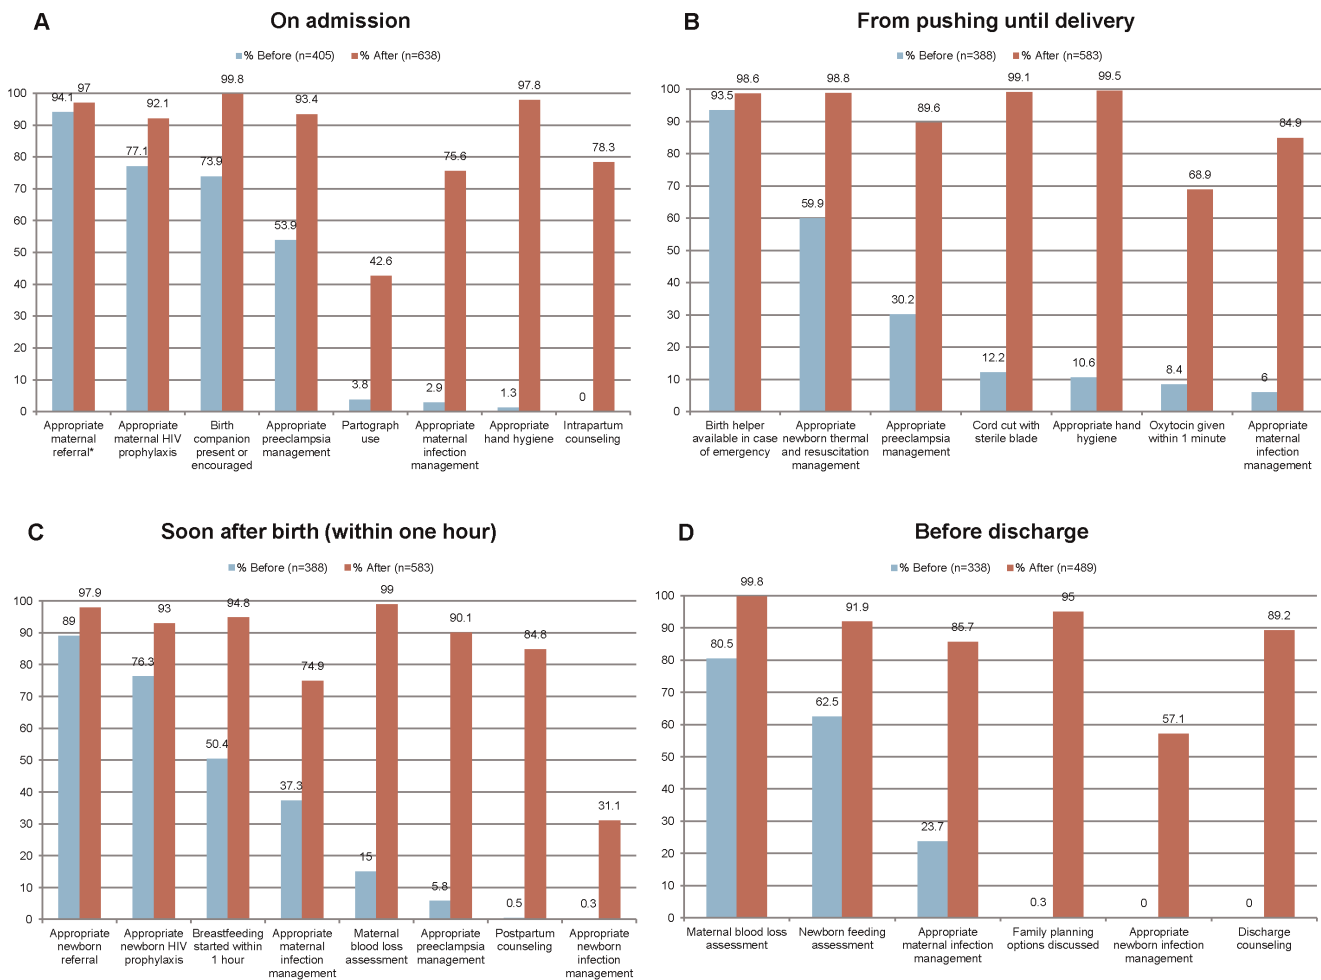 A
On admission
% Before (n=405) % After (n=638)
100
90
80
70
60
50
40
30
20
10
0
94.1 97
77.1 92.1
73.9 99.8
53.9 93.4
3.8 42.6
2.9 75.6
1.3 97.8
0 78.3
Appropriate
maternal
referral*
Appropriate
maternal HIV
prophylaxis
Birth
companion
present or
encouraged
Appropriate
preeclampsia
management
Partograph
use
Appropriate
maternal
infection
management
Appropriate
hand hygiene
Intrapartum
counseling
B
From pushing until delivery
% Before (n=388) % After (n=583)
100
90
80
70
60
50
40
30
20
10
0
93.5 98.6
59.9 98.8
30.2 89.6
12.2 99.1
10.6 99.5
8.4 68.9
6 84.9
Birth helper
available in case
of emergency
Appropriate
newborn thermal
and resuscitation
management
Appropriate
preeclampsia
management
Cord cut with
sterile blade
Appropriate hand
hygiene
Oxytocin given
within 1 minute
Appropriate
maternal
infection
management
C
Soon after birth (within one hour)
% Before (n=388) % After (n=583)
100
90
80
70
60
50
40
30
20
10
0
89 97.9
76.3 93
50.4 94.8
37.3 74.9
15 99
5.8 90.1
0.5 84.8
0.3 31.1
Appropriate
newborn
referral
Appropriate
newborn HIV
prophylaxis
Breastfeeding
started within
1 hour
Appropriate
maternal
infection
management
Maternal
blood loss
assessment
Appropriate
preeclampsia
management
Postpartum
counseling
Appropriate
newborn
infection
management
D
Before discharge
% Before (n=338) % After (n=489)
100
90
80
70
60
50
40
30
20
10
0
80.5 99.8
62.5 91.9
23.7 85.7
0.3 95
0 57.1
0 89.2
Maternal blood loss
assessment
Newborn feeding
assessment
Appropriate
maternal infection
management
Family planning
options discussed
Appropriate
newborn infection
management
Discharge
counseling